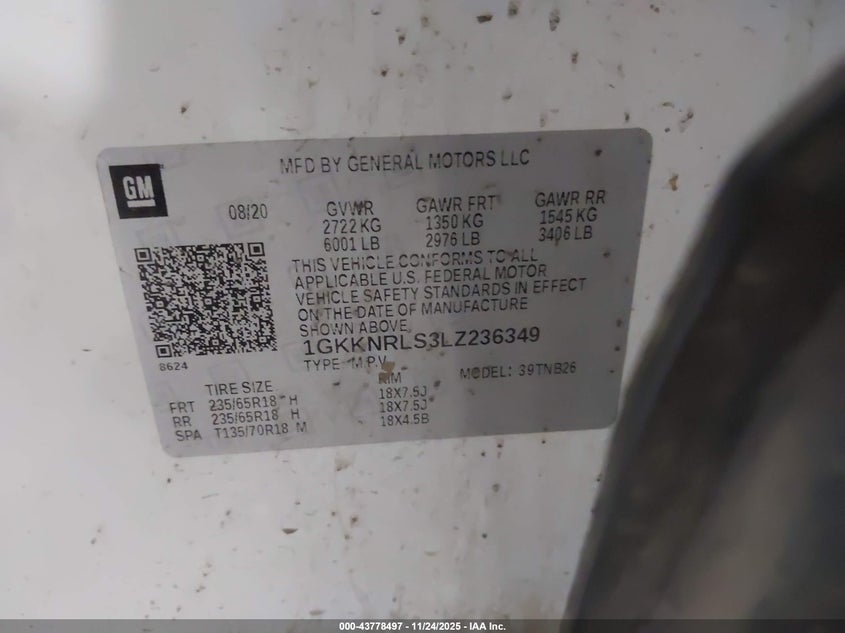 MFD BY GENERAL MOTORS LLC
GM
08/20 GVWR GAWR FRT GAWR RR
2722 KG 1350 KG 1545 KG
6001 LB 2976 LB 3406 LB
THIS VEHICLE CONFORMS TO ALL
APPLICABLE U.S. FEDERAL MOTOR
VEHICLE SAFETY STANDARDS IN EFFECT
ON THE DATE OF MANUFACTURE
SHOWN ABOVE.
1GKKNRLS3LZ236349
8624
TYPE: M.P.V. MODEL: 39TNB26
TIRE SIZE RIM
FRT 235/65R18 H 18X7.5J
RR 235/65R18 H 18X7.5J
SPA T135/70R18 M 18X4.5B
000-43778497 - 11/24/2025 - IAA Inc.